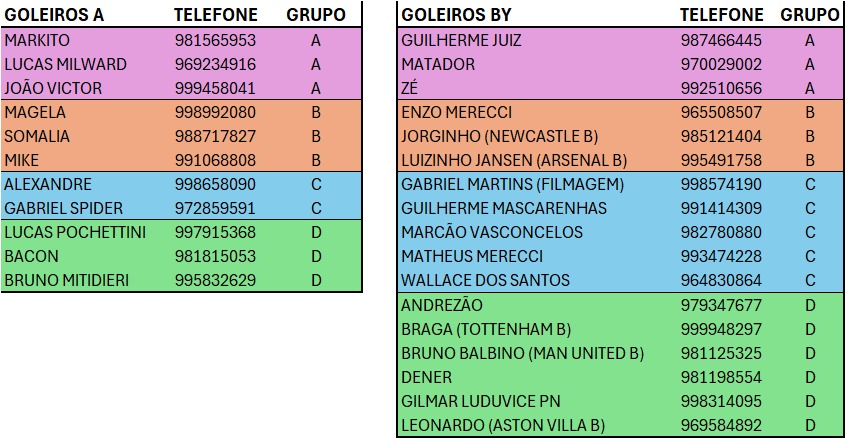 GOLEIROS A TELEFONE GRUPO
MARKITO 981565953 A
LUCAS MILWARD 969234916 A
JOÃO VICTOR 999458041 A
MAGELA 998992080 B
SOMALIA 988717827 B
MIKE 991068808 B
ALEXANDRE 998658090 C
GABRIEL SPIDER 972859591 C
LUCAS POCHETTINI 997915368 D
BACON 981815053 D
BRUNO MITIDIERI 995832629 D
GOLEIROS BY TELEFONE GRUPO
GUILHERME JUIZ 987466445 A
MATADOR 970029002 A
ZÉ 992510656 A
ENZO MERECCI 965508507 B
JORGINHO (NEWCASTLE B) 985121404 B
LUIZINHO JANSEN (ARSENAL B) 995491758 B
GABRIEL MARTINS (FILMAGEM) 998574190 C
GUILHERME MASCARENHAS 991414309 C
MARCÃO VASCONCELOS 982780880 C
MATHEUS MERECCI 993474228 C
WALLACE DOS SANTOS 964830864 C
ANDREZÃO 979347677 D
BRAGA (TOTTENHAM B) 999948297 D
BRUNO BALBINO (MAN UNITED B) 981125325 D
DENER 981198554 D
GILMAR LUDUVICE PN 998314095 D
LEONARDO (ASTON VILLA B) 969584892 D